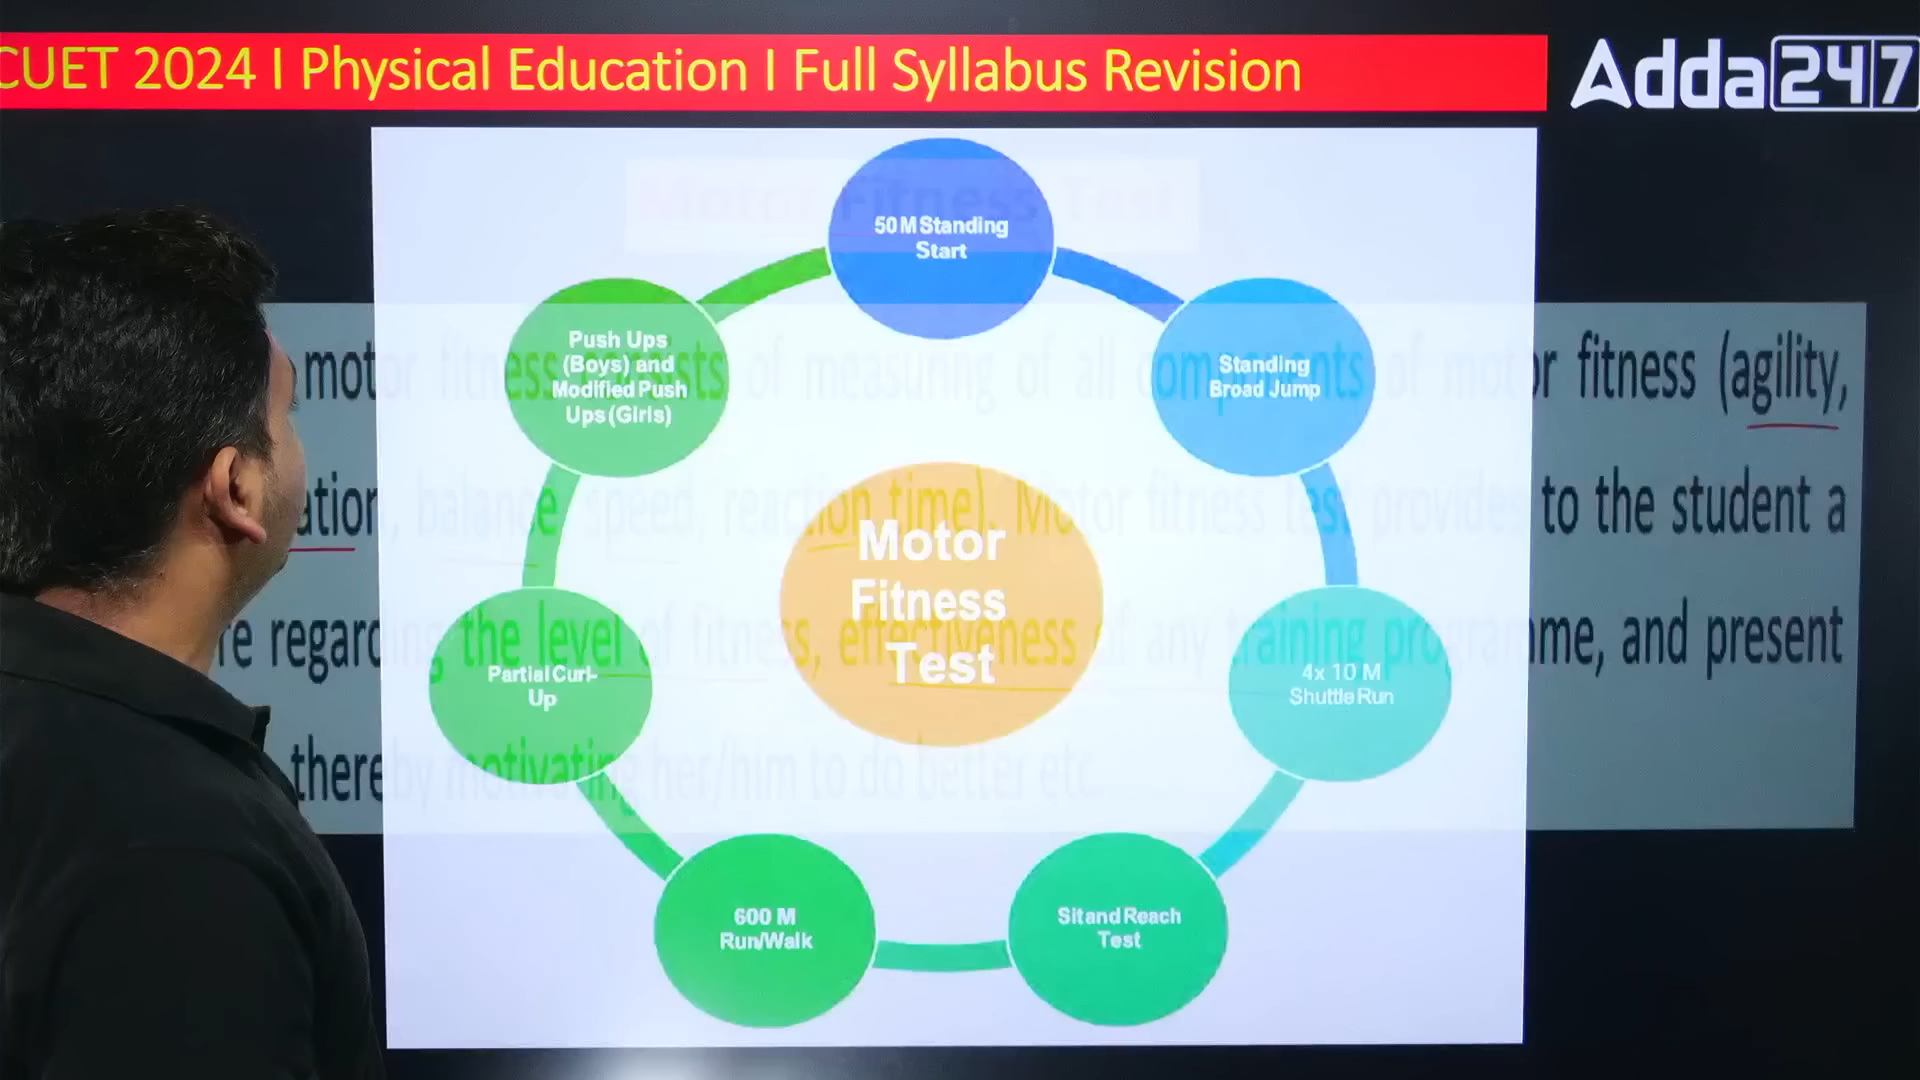 CUET 2024 I Physical Education I Full Syllabus Revision
Adda247
Motor Fitness Test
50 M Standing
Start
Standing
Broad Jump
4x 10 M
Shuttle Run
Sit and Reach
Test
600 M
Run/Walk
Partial Curl-
Up
Push Ups
(Boys) and
Modified Push
Ups (Girls)
Motor
Fitness
Test
motor fitness consists of measuring of all components of motor fitness (agility,
ation, balance, speed, reaction time). Motor fitness test provides to the student a
re regarding the level of fitness, effectiveness of any training programme, and present
thereby motivating her/him to do better etc.